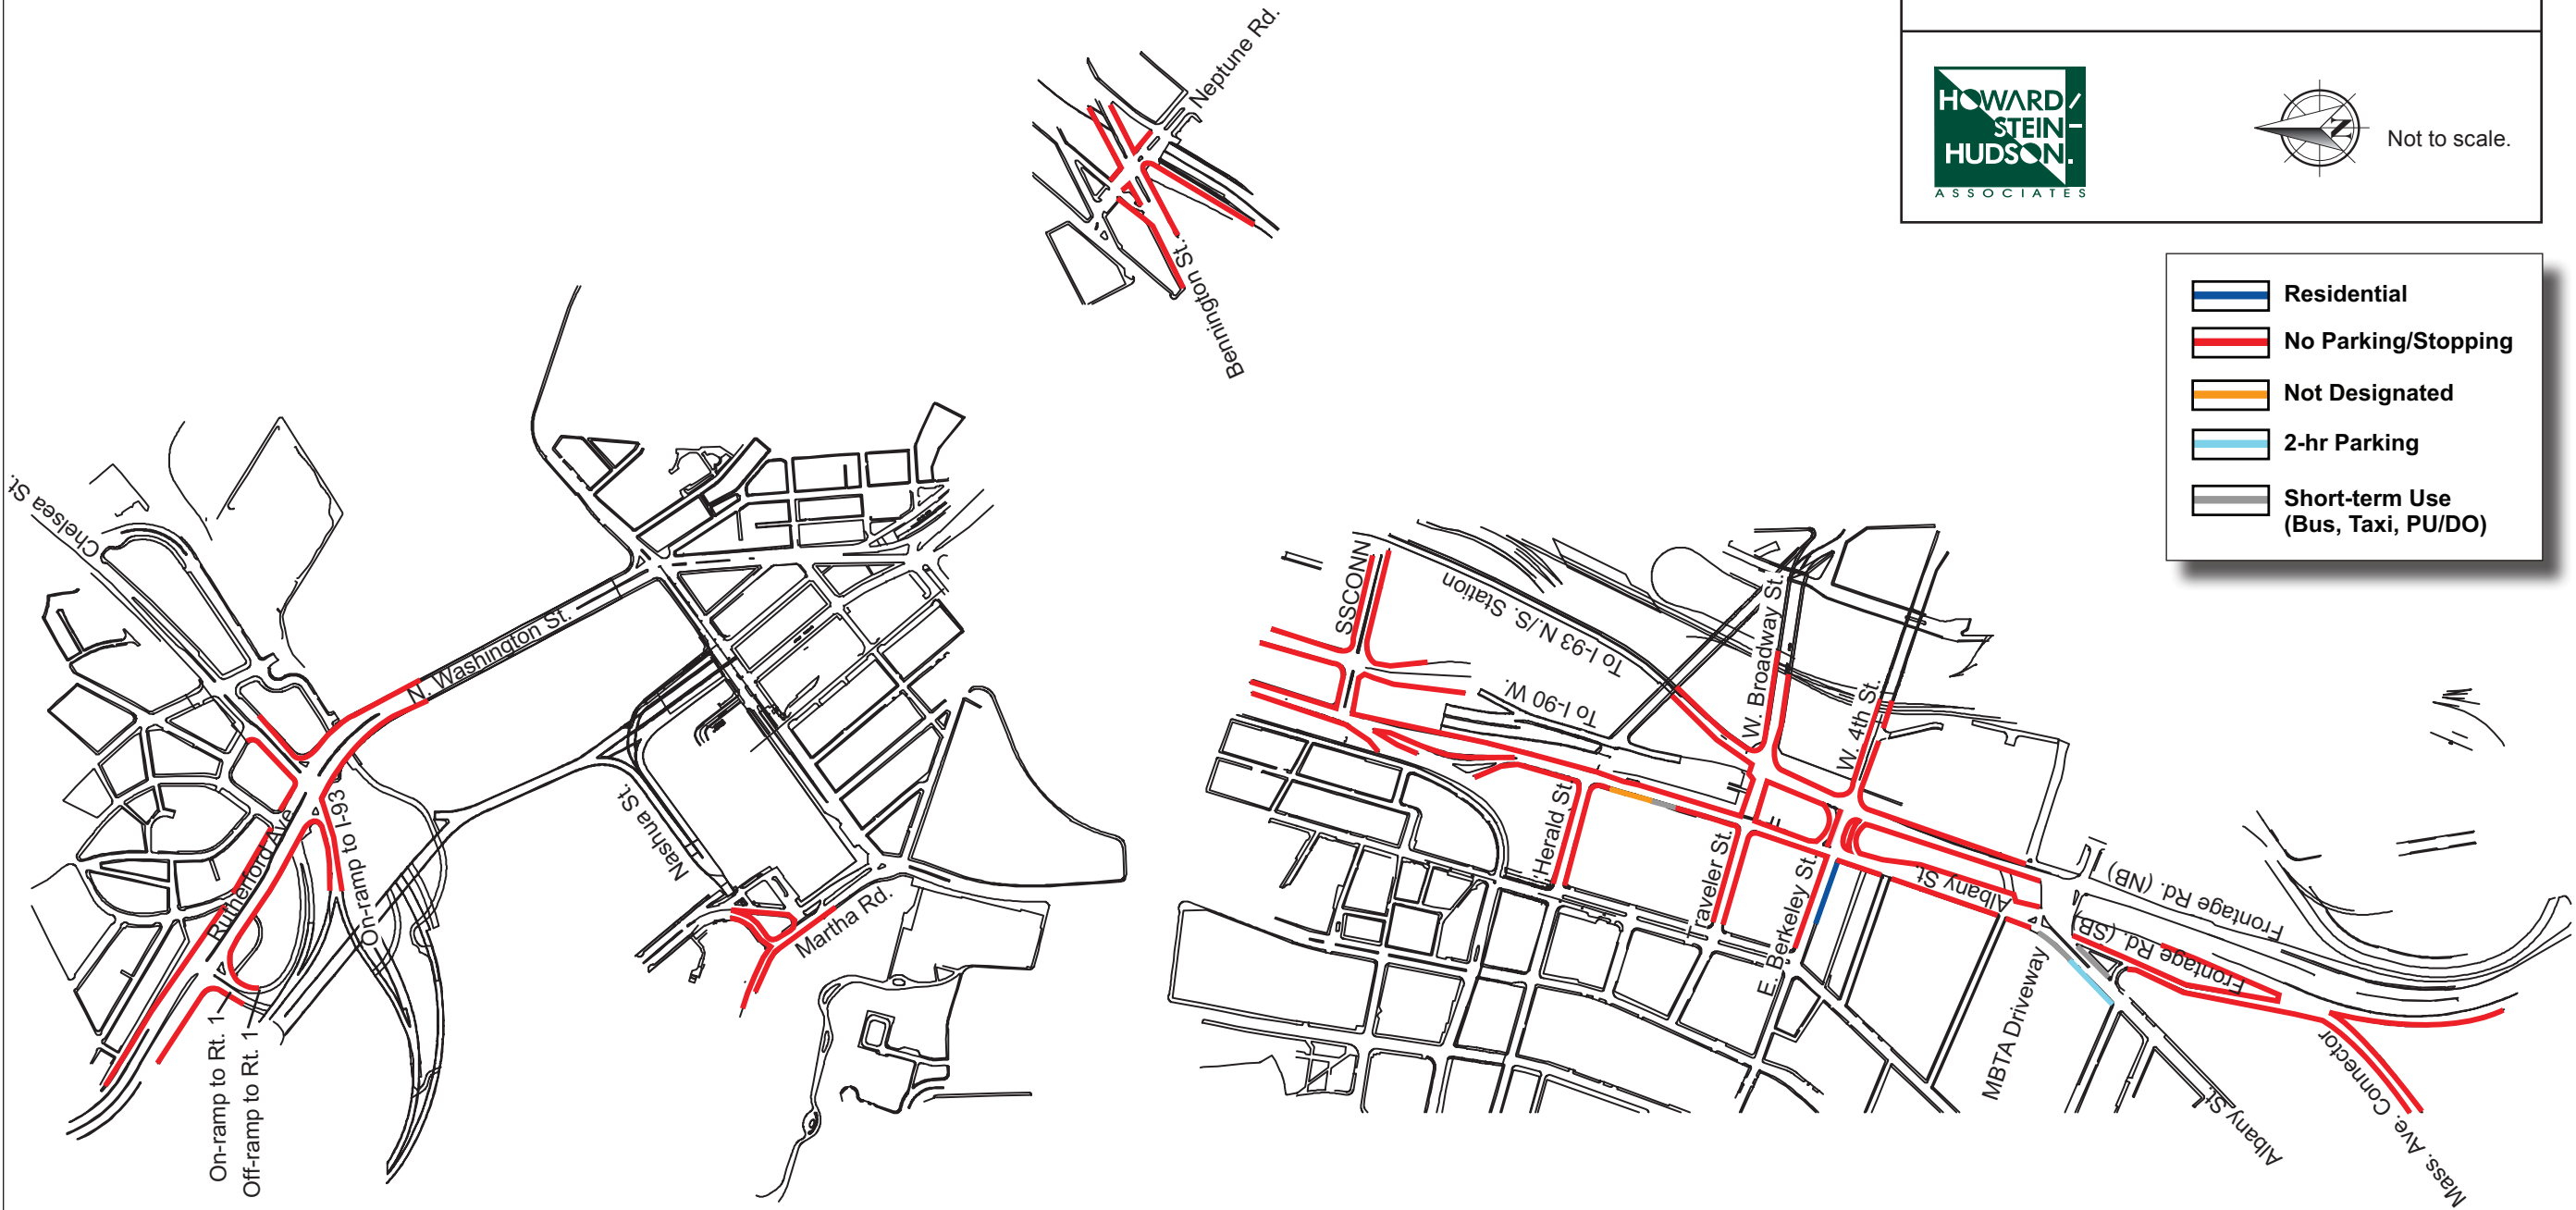 Neptune Rd.
Bennington St.
HOWARD/
STEIN-
HUDSON.
ASSOCIATES
N
Not to scale.
Residential
No Parking/Stopping
Not Designated
2-hr Parking
Short-term Use
(Bus, Taxi, PU/DO)
Chelsea St.
N. Washington St.
Rutherford Ave
On-ramp to I-93
On-ramp to Rt. 1
Off-ramp to Rt. 1
Nashua St.
Martha Rd.
SSCONN
To I-93 N./S. Station
To I-90 W.
W. Broadway St.
W. 4th St.
Herald St.
Traveler St.
E. Berkeley St.
Albany St
Frontage Rd. (NB)
Frontage Rd. (SB)
MBTA Driveway
Albany St.
Mass. Ave. Connector